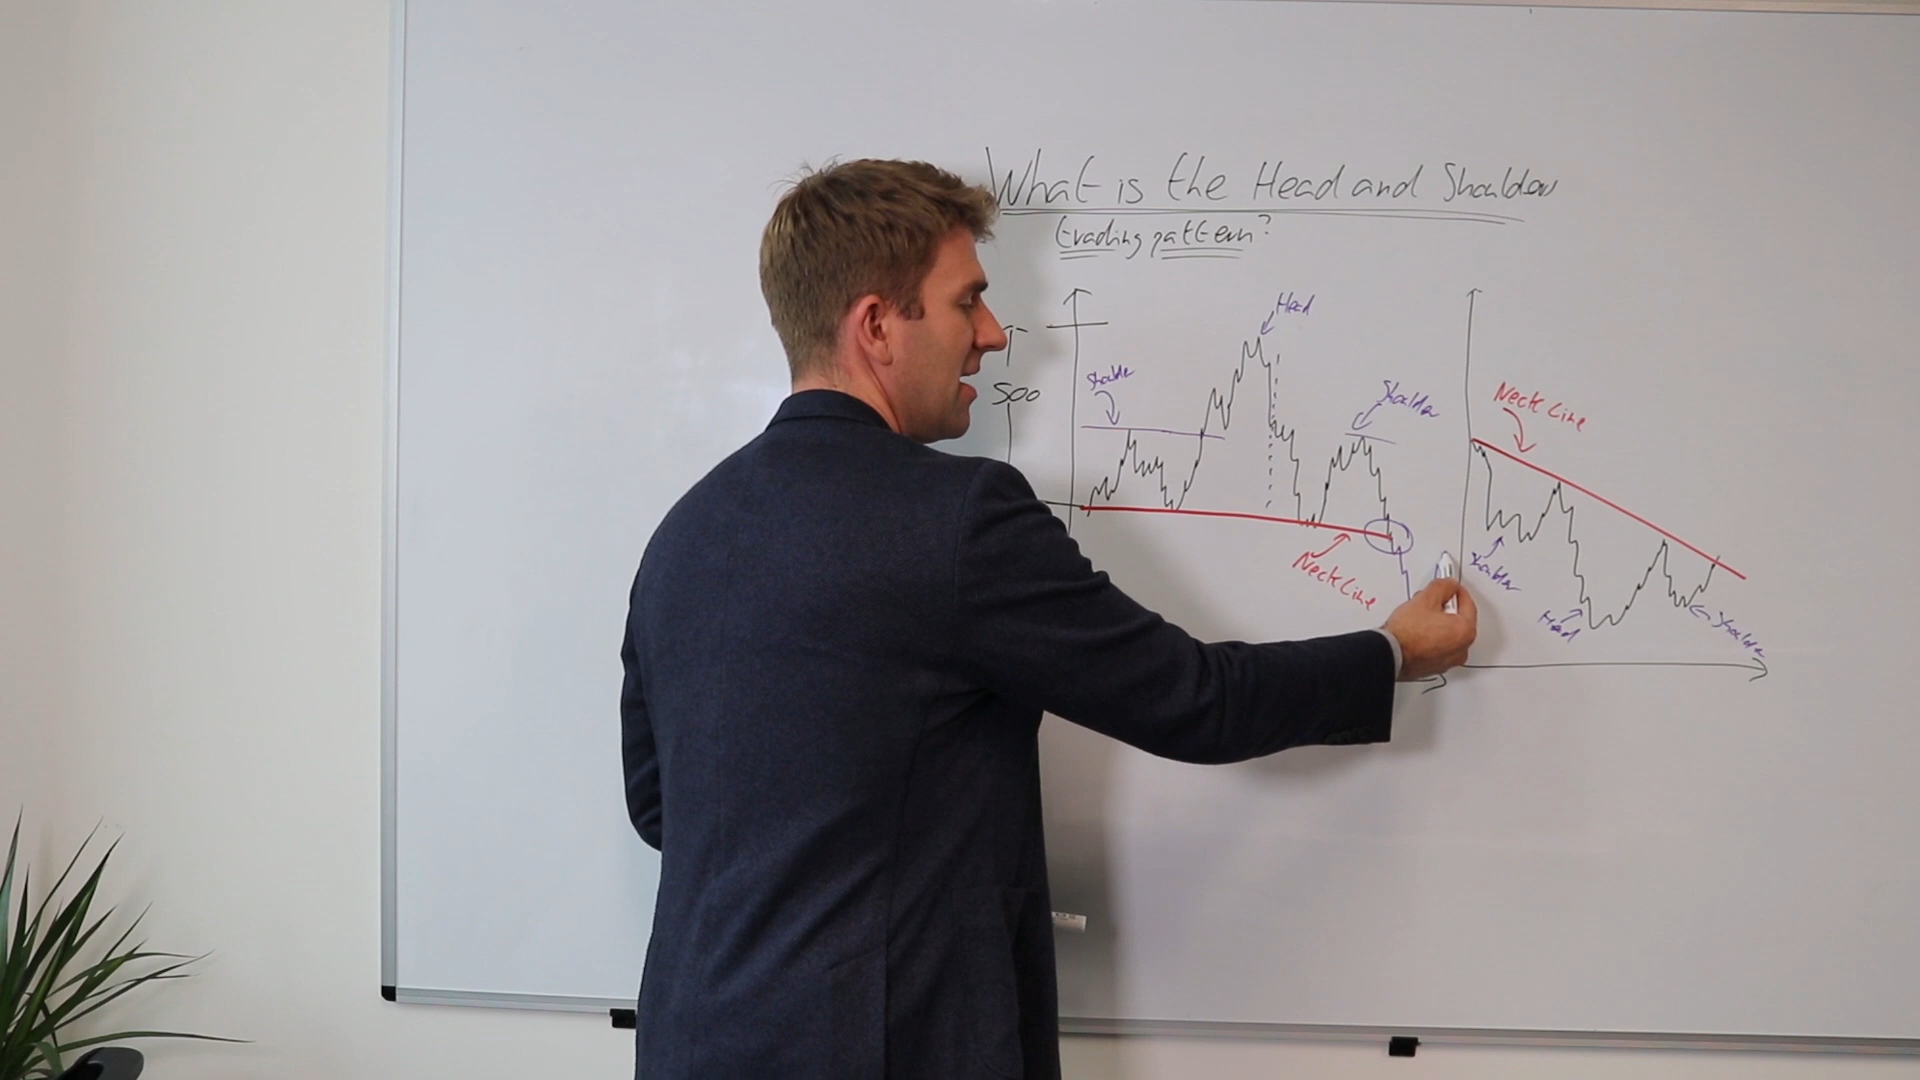 What is the Head and Shoulder
trading pattern?
Head
Shoulder
500
Shoulder
Neck Line
Neck Line
Shoulder
Head
Shoulder